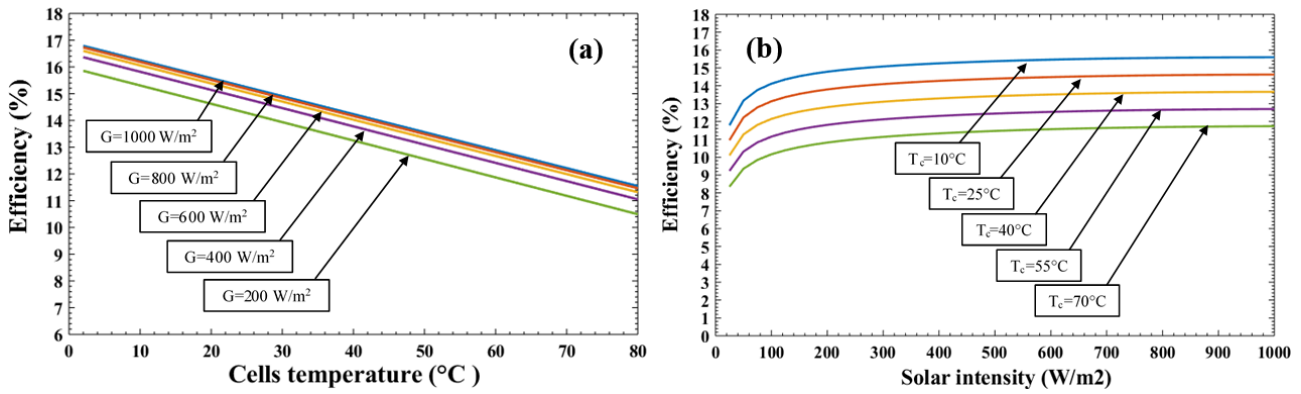 18
17
16
15
14
13
12
11
10
9
8
7
6
Efficiency (%)
(a)
G=1000 W/m²
G=800 W/m²
G=600 W/m²
G=400 W/m²
G=200 W/m²
0 10 20 30 40 50 60 70 80
Cells temperature (°C )
18
17
16
15
14
13
12
11
10
9
8
7
6
5
4
3
2
1
0
Efficiency (%)
(b)
Tc=10°C
Tc=25°C
Tc=40°C
Tc=55°C
Tc=70°C
0 100 200 300 400 500 600 700 800 900 1000
Solar intensity (W/m2)